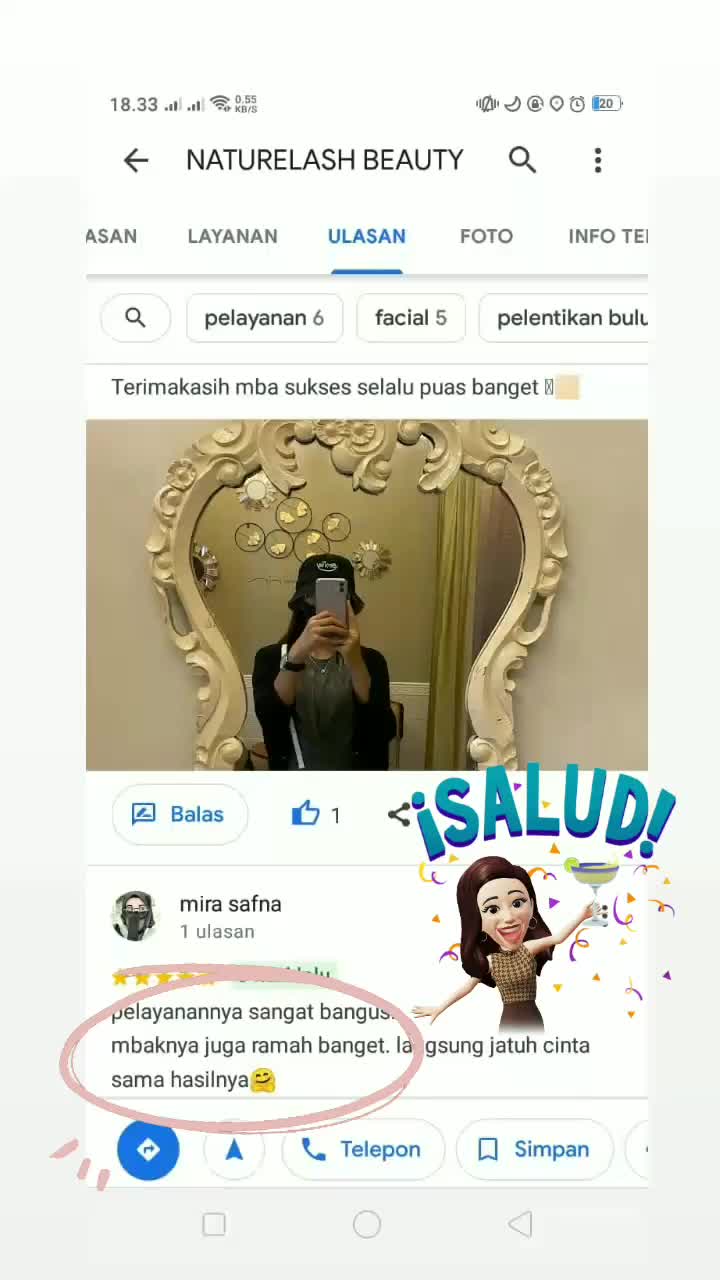 18.33
0.55
KB/S
20
NATURELASH BEAUTY
ASAN LAYANAN ULASAN FOTO INFO TE
pelayanan 6 facial 5 pelentikan bulu
Terimakasih mba sukses selalu puas banget
Balas 1
¡SALUD!
mira safna
1 ulasan
lalu
pelayanannya sangat bangus.
mbaknya juga ramah banget. langsung jatuh cinta
sama hasilnya🤗
Telepon Simpan